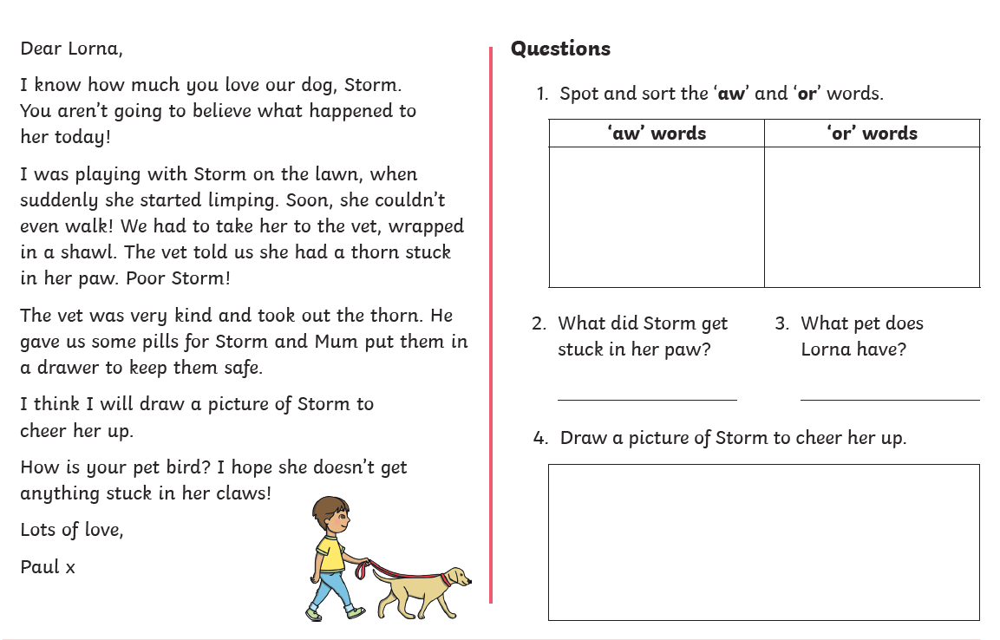 Dear Lorna,
I know how much you love our dog, Storm.
You aren't going to believe what happened to
her today!
I was playing with Storm on the lawn, when
suddenly she started limping. Soon, she couldn't
even walk! We had to take her to the vet, wrapped
in a shawl. The vet told us she had a thorn stuck
in her paw. Poor Storm!
The vet was very kind and took out the thorn. He
gave us some pills for Storm and Mum put them in
a drawer to keep them safe.
I think I will draw a picture of Storm to
cheer her up.
How is your pet bird? I hope she doesn't get
anything stuck in her claws!
Lots of love,
Paul x
Questions
1. Spot and sort the ‘aw’ and ‘or’ words.
‘aw’ words ‘or’ words
2. What did Storm get
stuck in her paw?
3. What pet does
Lorna have?
4. Draw a picture of Storm to cheer her up.